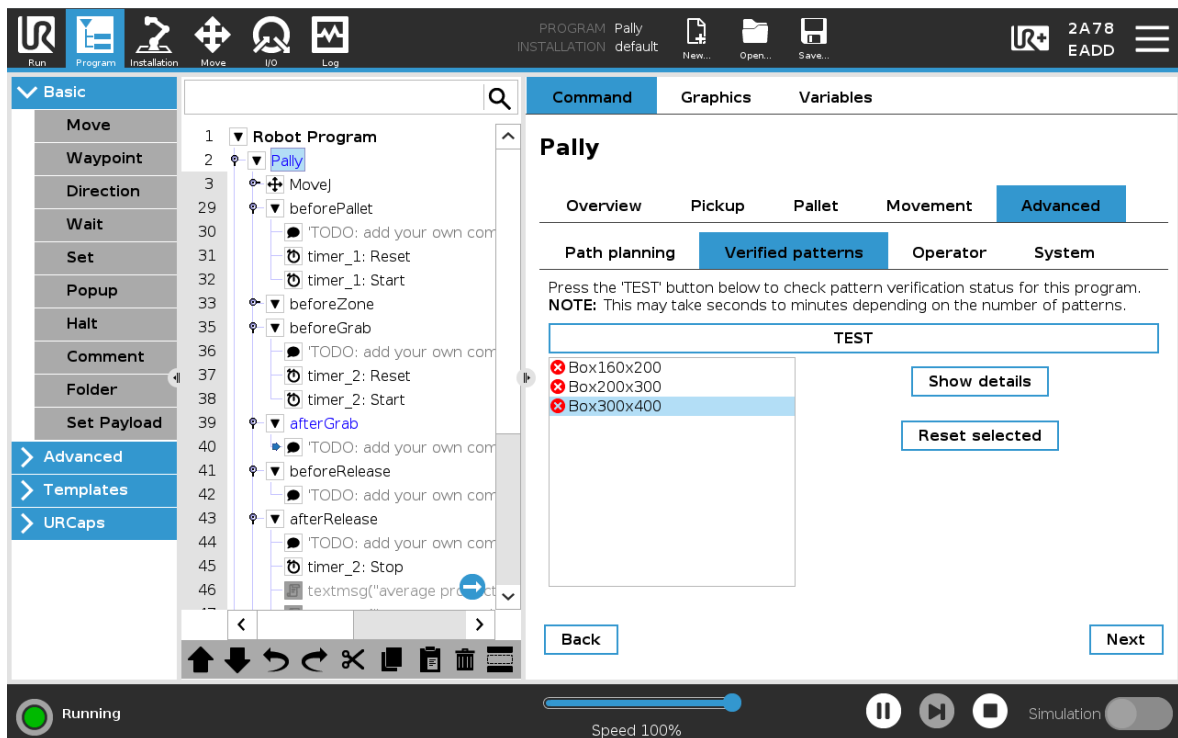 PROGRAM Pally
INSTALLATION default
UR+
2A78
EADD
Run Program Installation Move I/O Log New... Open... Save...
Basic
Move
Waypoint
Direction
Wait
Set
Popup
Halt
Comment
Folder
Set Payload
Advanced
Templates
URCaps
1 Robot Program
2 Pally
3 MoveJ
29 beforePallet
30 'TODO: add your own com
31 timer_1: Reset
32 timer_1: Start
33 beforeZone
35 beforeGrab
36 'TODO: add your own com
37 timer_2: Reset
38 timer_2: Start
39 afterGrab
40 'TODO: add your own com
41 beforeRelease
42 'TODO: add your own com
43 afterRelease
44 'TODO: add your own com
45 timer_2: Stop
46 textmsg("average pr
Command Graphics Variables
Pally
Overview Pickup Pallet Movement Advanced
Path planning Verified patterns Operator System
Press the 'TEST' button below to check pattern verification status for this program.
NOTE: This may take seconds to minutes depending on the number of patterns.
TEST
Box160x200
Box200x300
Box300x400
Show details
Reset selected
Back Next
Running
Speed 100%
Simulation